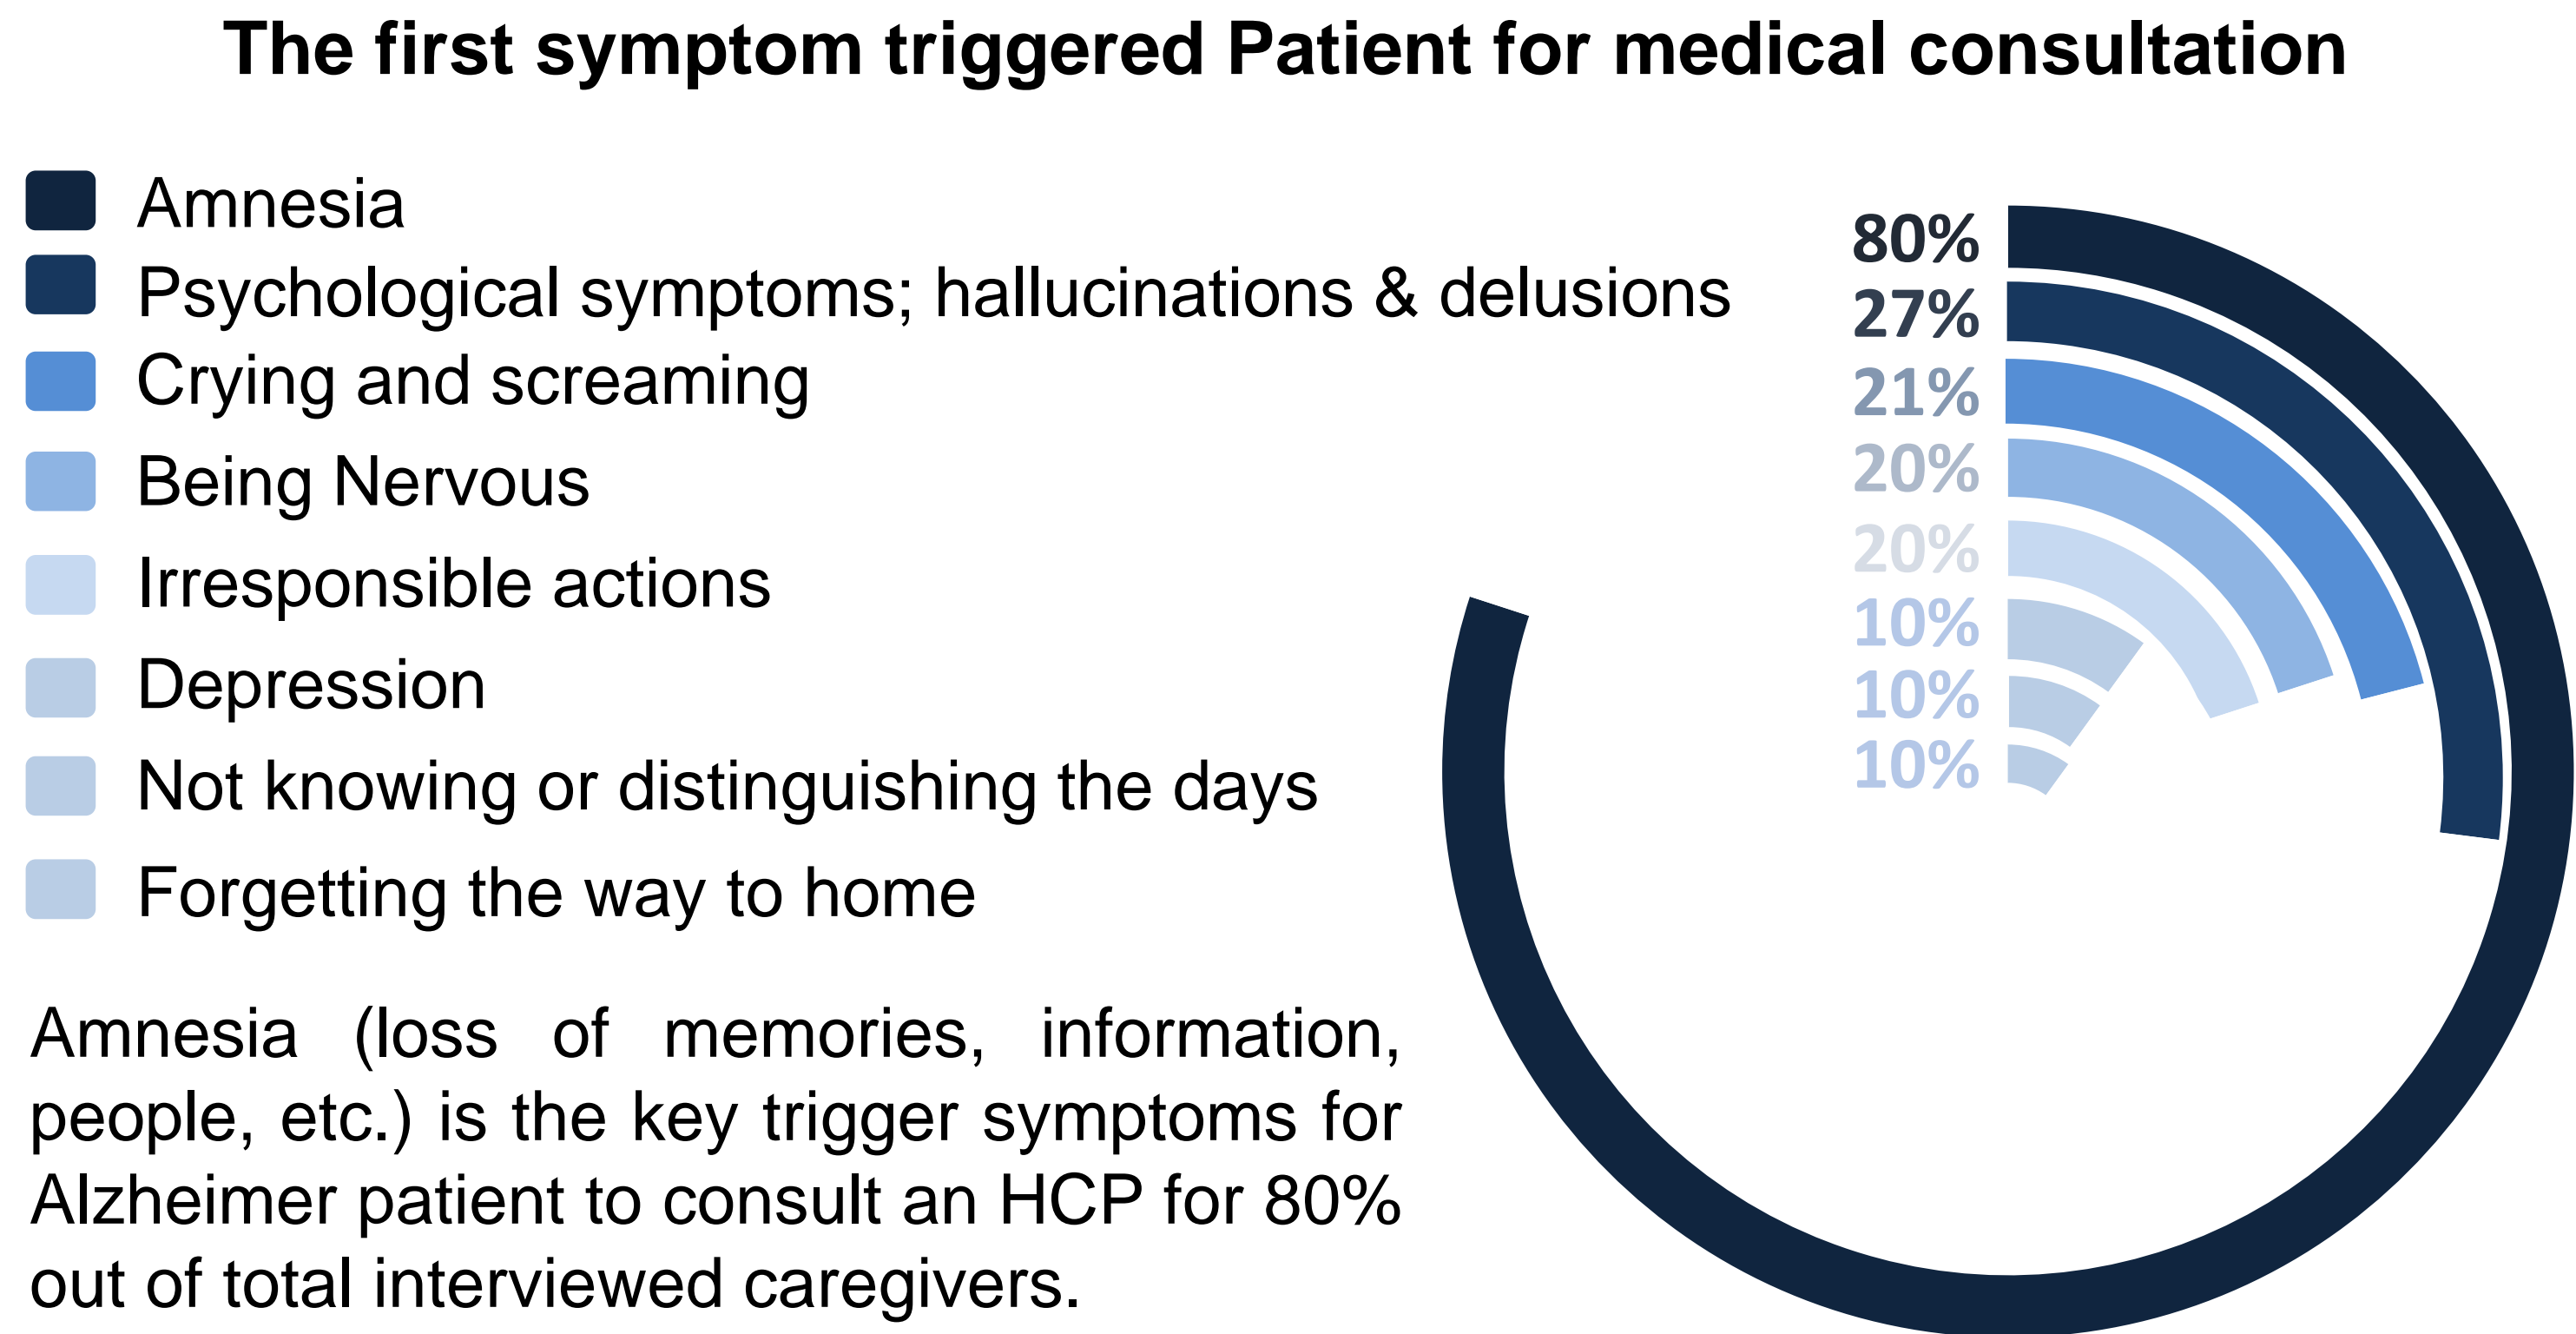 The first symptom triggered Patient for medical consultation
Amnesia
Psychological symptoms; hallucinations & delusions
Crying and screaming
Being Nervous
Irresponsible actions
Depression
Not knowing or distinguishing the days
Forgetting the way to home
80%
27%
21%
20%
20%
10%
10%
10%
Amnesia (loss of memories, information,
people, etc.) is the key trigger symptoms for
Alzheimer patient to consult an HCP for 80%
out of total interviewed caregivers.